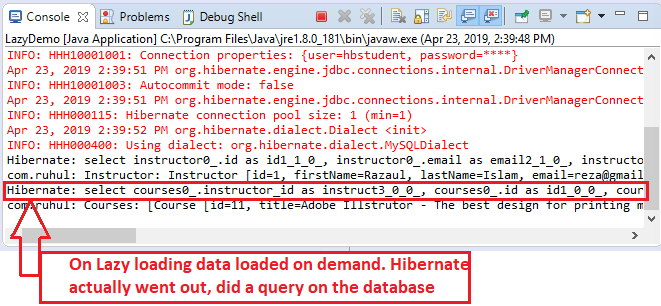 Console Problems Debug Shell
LazyDemo [Java Application] C:\Program Files\Java\jre1.8.0_181\bin\javaw.exe (Apr 23, 2019, 2:39:48 PM)
INFO: HHH10001001: Connection properties: {user=hbstudent, password=****}
Apr 23, 2019 2:39:51 PM org.hibernate.engine.jdbc.connections.internal.DriverManagerConnect
INFO: HHH10001003: Autocommit mode: false
Apr 23, 2019 2:39:51 PM org.hibernate.engine.jdbc.connections.internal.DriverManagerConnect
INFO: HHH000115: Hibernate connection pool size: 1 (min=1)
Apr 23, 2019 2:39:52 PM org.hibernate.dialect.Dialect <init>
INFO: HHH000400: Using dialect: org.hibernate.dialect.MySQLDialect
Hibernate: select instructor0_.id as id1_1_0_, instructor0_.email as email2_1_0_, instructo
com.ruhul: Instructor: Instructor [id=1, firstName=Razaul, lastName=Islam, email=reza@gmail
Hibernate: select courses0_.instructor_id as instruct3_0_0_, courses0_.id as id1_0_0_, cour
com.ruhul: Courses: [Course [id=11, title=Adobe Illstrutor - The best design for printing m
On Lazy loading data loaded on demand. Hibernate
actually went out, did a query on the database